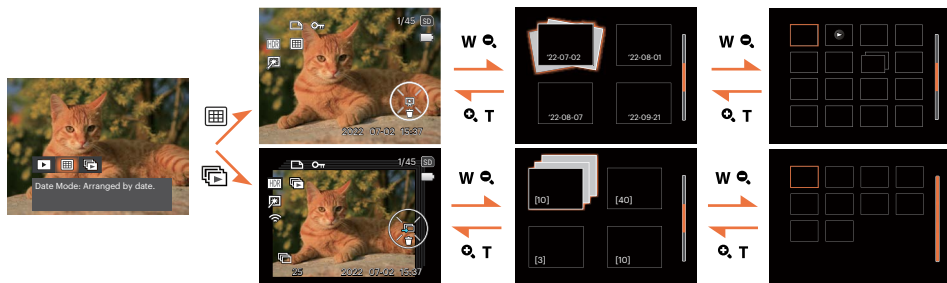 Date Mode: Arranged by date.
1/45 SD
HDR
2022 07-02 15:37
W
T
'22-07-02
'22-08-01
'22-08-07
'22-09-21
W
T
1/45 SD
HDR
25 2022 07-02 15:37
W
T
[10]
[40]
[3]
[10]
W
T